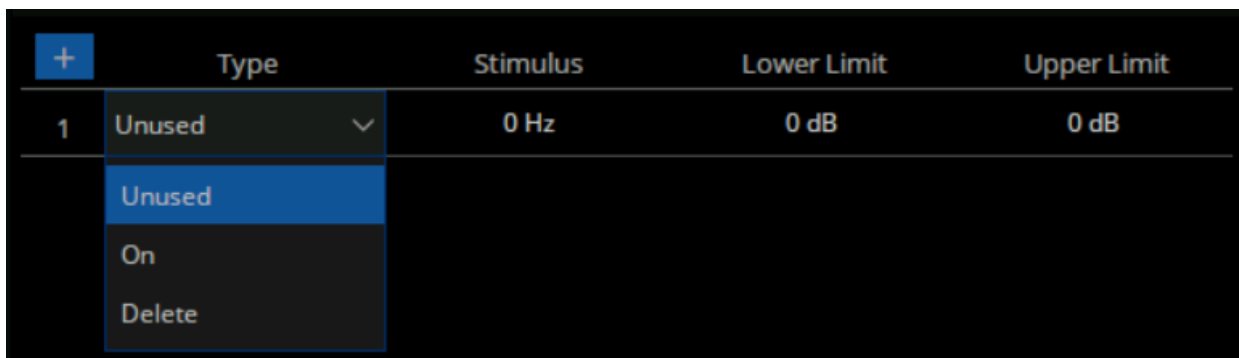 + Type Stimulus Lower Limit Upper Limit
1 Unused 0 Hz 0 dB 0 dB
Unused
On
Delete